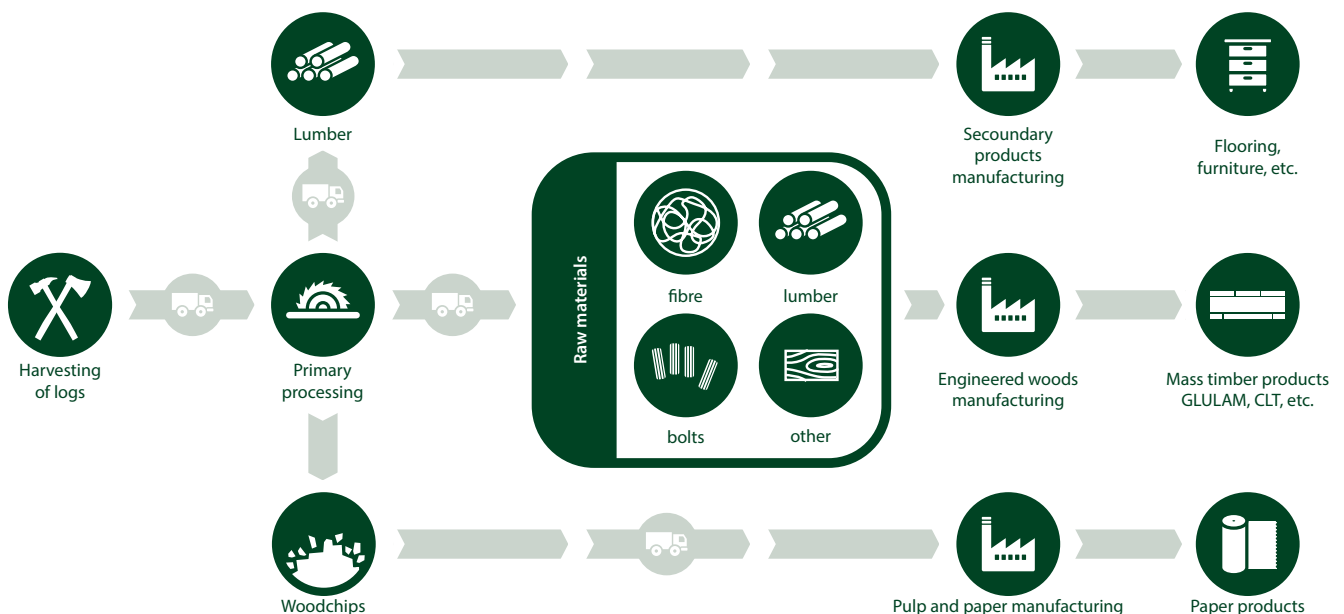 Lumber
Secoundary
products
manufacturing
Flooring,
furniture, etc.
Harvesting
of logs
Primary
processing
Raw materials
fibre
lumber
bolts
other
Engineered woods
manufacturing
Mass timber products
GLULAM, CLT, etc.
Woodchips
Pulp and paper manufacturing
Paper products